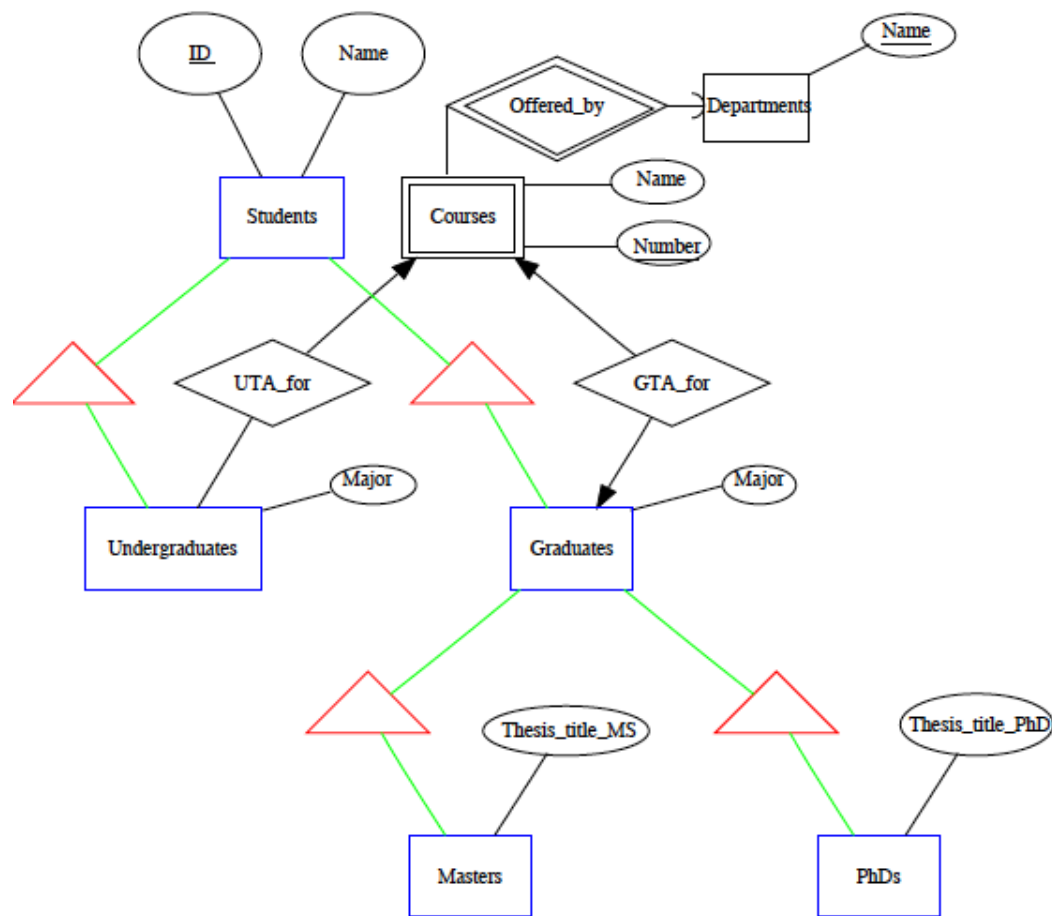 ID
Name
Name
Offered_by
Departments
Name
Students
Courses
Number
UTA_for
GTA_for
Major
Major
Undergraduates
Graduates
Thesis_title_MS
Thesis_title_PhD
Masters
PhDs